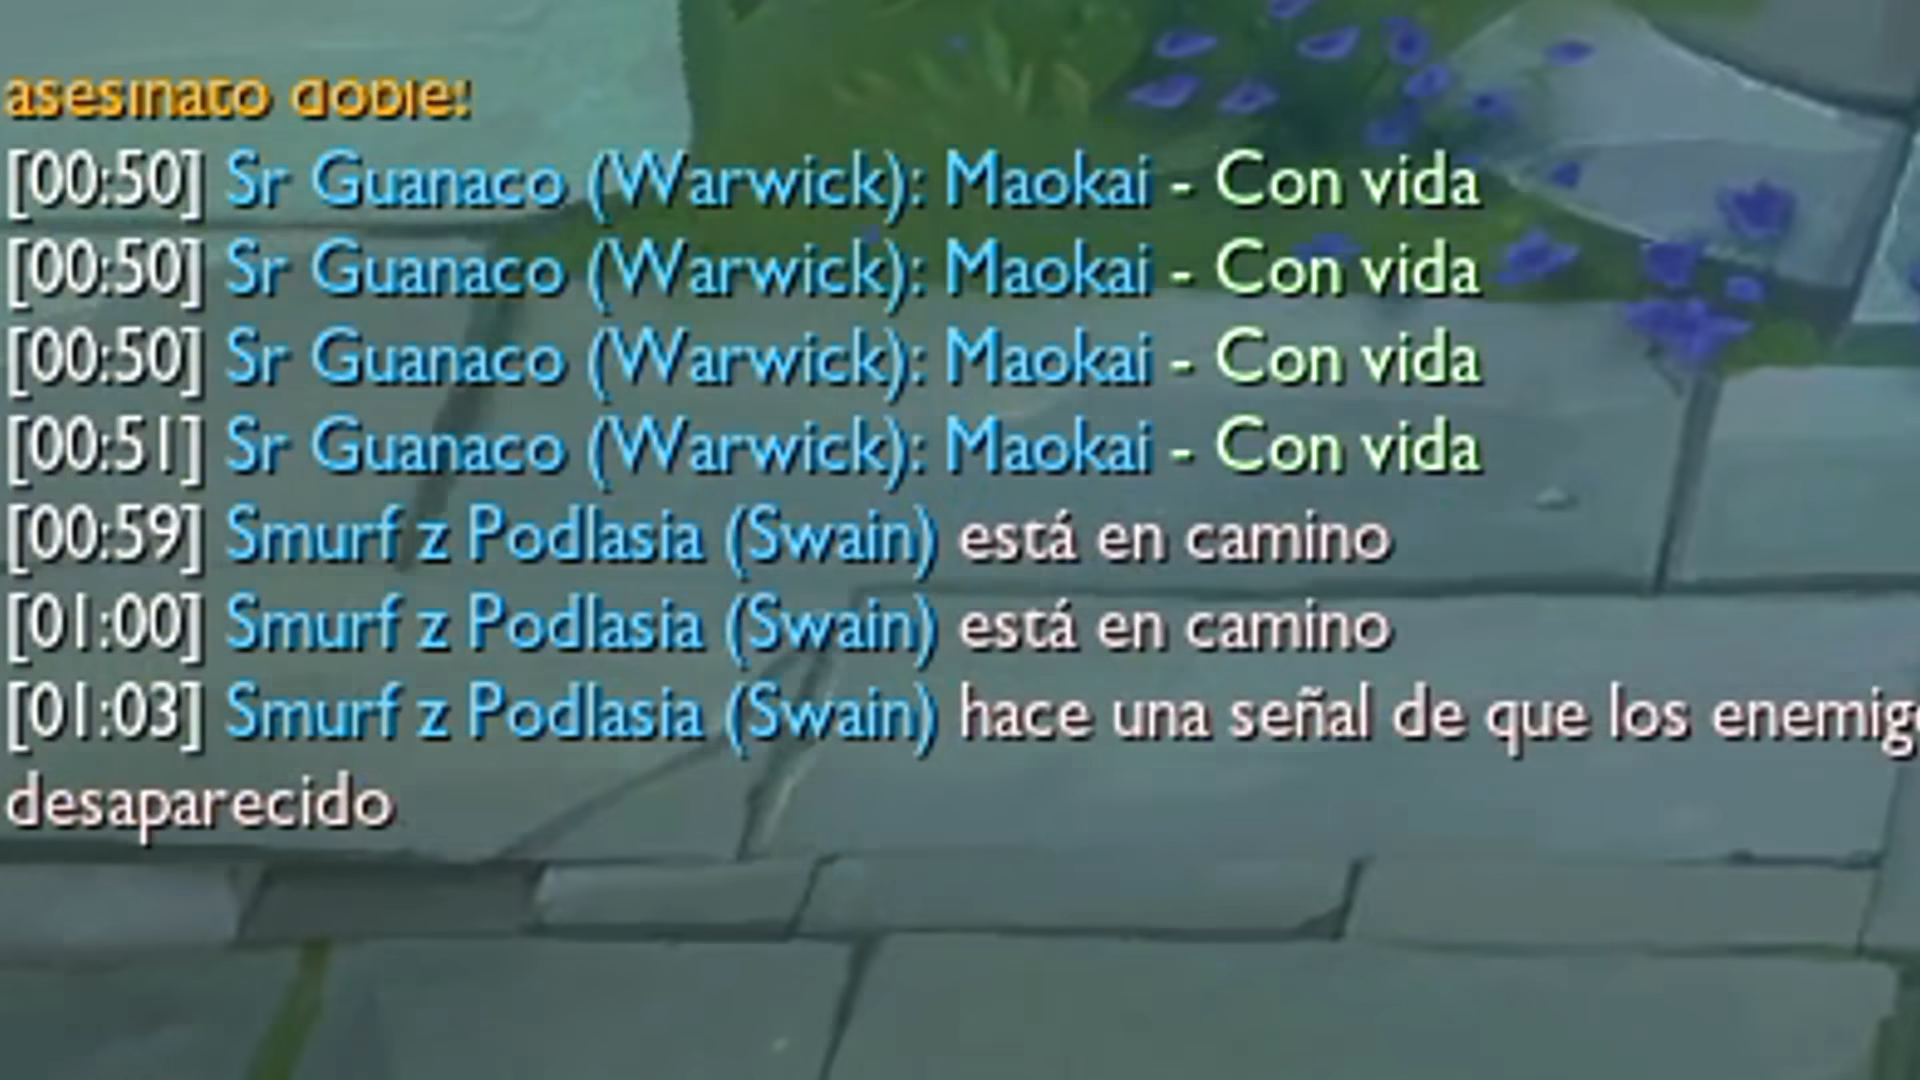 asesinato doble!
[00:50] Sr Guanaco (Warwick): Maokai - Con vida
[00:50] Sr Guanaco (Warwick): Maokai - Con vida
[00:50] Sr Guanaco (Warwick): Maokai - Con vida
[00:51] Sr Guanaco (Warwick): Maokai - Con vida
[00:59] Smurf z Podlasia (Swain) está en camino
[01:00] Smurf z Podlasia (Swain) está en camino
[01:03] Smurf z Podlasia (Swain) hace una señal de que los
desaparecido